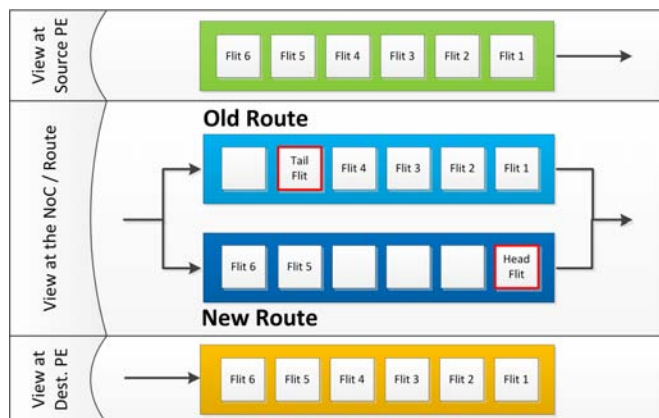 View at
Source PE
Flit 6 Flit 5 Flit 4 Flit 3 Flit 2 Flit 1
View at the NoC / Route
Old Route
Tail
Flit
Flit 4 Flit 3 Flit 2 Flit 1
Flit 6 Flit 5
Head
Flit
New Route
View at
Dest. PE
Flit 6 Flit 5 Flit 4 Flit 3 Flit 2 Flit 1